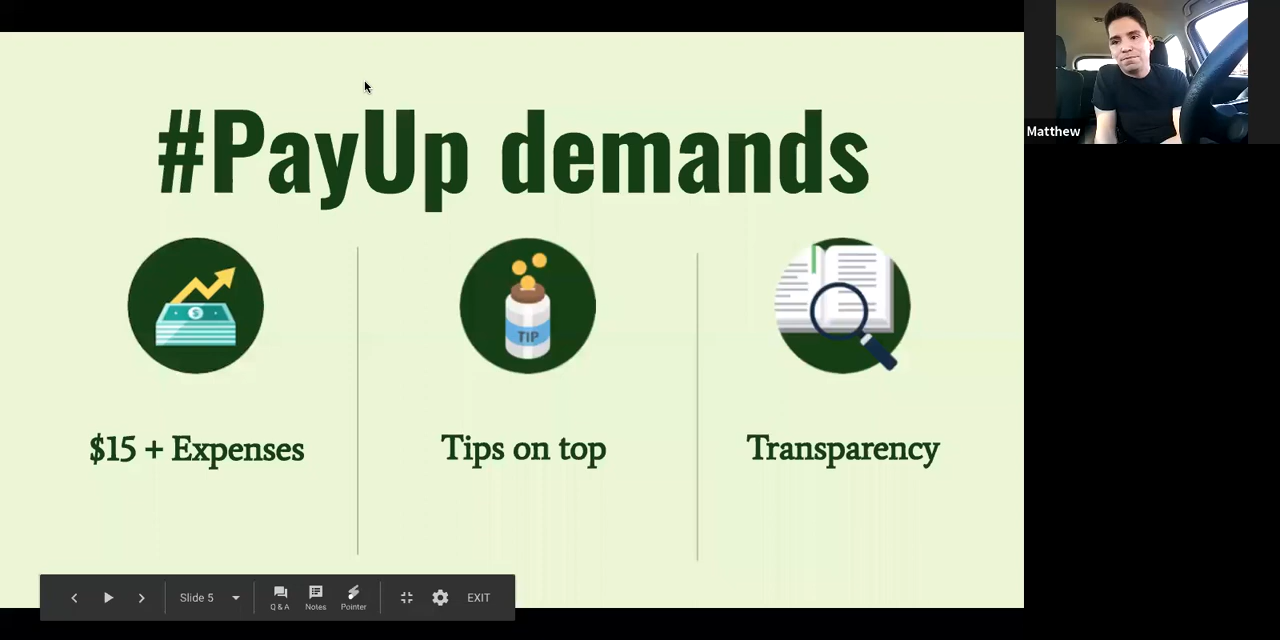 #PayUp demands
TIP
$15 + Expenses
Tips on top
Transparency
Matthew
Slide 5
Q & A
Notes
Pointer
EXIT